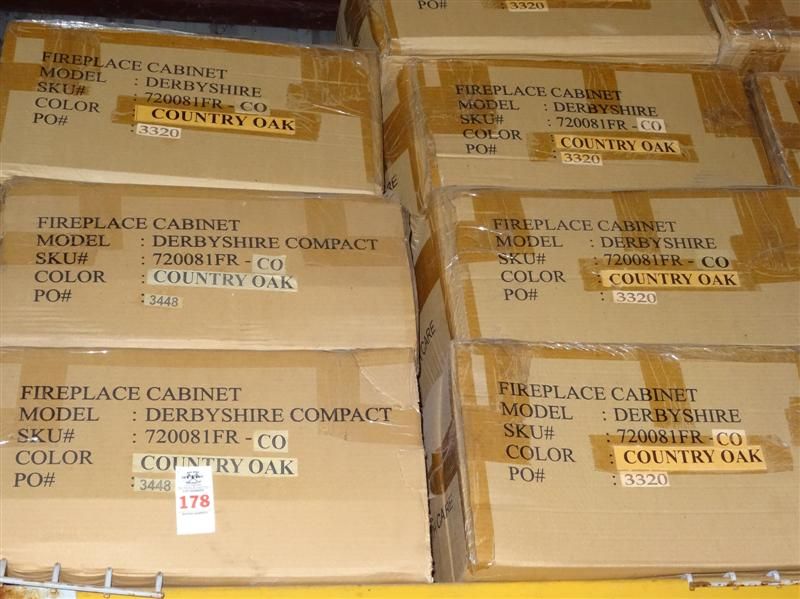 3320
FIREPLACE CABINET
MODEL : DERBYSHIRE
SKU# : 720081FR - CO
COLOR : COUNTRY OAK
PO# : 3320
FIREPLACE CABINET
MODEL : DERBYSHIRE
SKU# : 720081FR - CO
COLOR : COUNTRY OAK
PO# : 3320
FIREPLACE CABINET
MODEL : DERBYSHIRE COMPACT
SKU# : 720081FR - CO
COLOR : COUNTRY OAK
PO# : 3448
FIREPLACE CABINET
MODEL : DERBYSHIRE
SKU# : 720081FR - CO
COLOR : COUNTRY OAK
PO# : 3320
FIREPLACE CABINET
MODEL : DERBYSHIRE COMPACT
SKU# : 720081FR - CO
COLOR : COUNTRY OAK
PO# : 3448
178
FIREPLACE CABINET
MODEL : DERBYSHIRE
SKU# : 720081FR - CO
COLOR : COUNTRY OAK
PO# : 3320
CARE